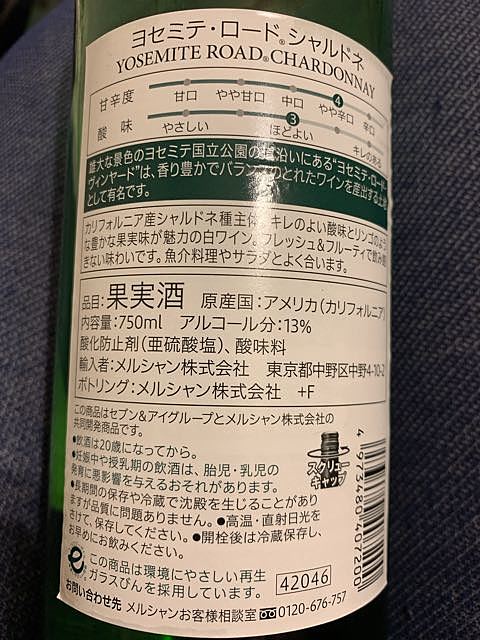 ヨセミテ・ロード®シャルドネ
YOSEMITE ROAD® CHARDONNAY
甘辛度
4
甘口 やや甘口 中口 やや辛口 辛口
酸味
3
やさしい ほどよい キレのある
雄大な景色のヨセミテ国立公園の 沿いにある“ヨセミテ・ロード・
ヴィンヤード”は、香り豊かでバランスのとれたワインを産出する土地
として有名です。
カリフォルニア産シャルドネ種主体。キレのよい酸味とリンゴのよう
な豊かな果実味が魅力の白ワイン。フレッシュ&フルーティで飲み飽
きない味わいです。魚介料理やサラダとよく合います。
品目:果実酒 原産国:アメリカ(カリフォルニア)
内容量:750ml アルコール分:13%
酸化防止剤(亜硫酸塩)、酸味料
輸入者:メルシャン株式会社 東京都中野区中野4-10-2
ボトリング:メルシャン株式会社 +F
この商品はセブン&アイグループとメルシャン株式会社の
共同開発商品です。
●飲酒は20歳になってから。
●妊娠中や授乳期の飲酒は、胎児・乳児の
発育に悪影響を与えるおそれがあります。
●長期間の保存や冷蔵で沈殿を生じることがあり
ますが品質に問題ありません。●高温・直射日光を
さけて、保存してください。●開栓後は冷蔵保存し、
お早めにお飲みください。
スクリュー
キャップ
4973480407200
この商品は環境にやさしい再生
ガラスびんを採用しています。
42046
お問い合わせ先 メルシャンお客様相談室 0120-676-757